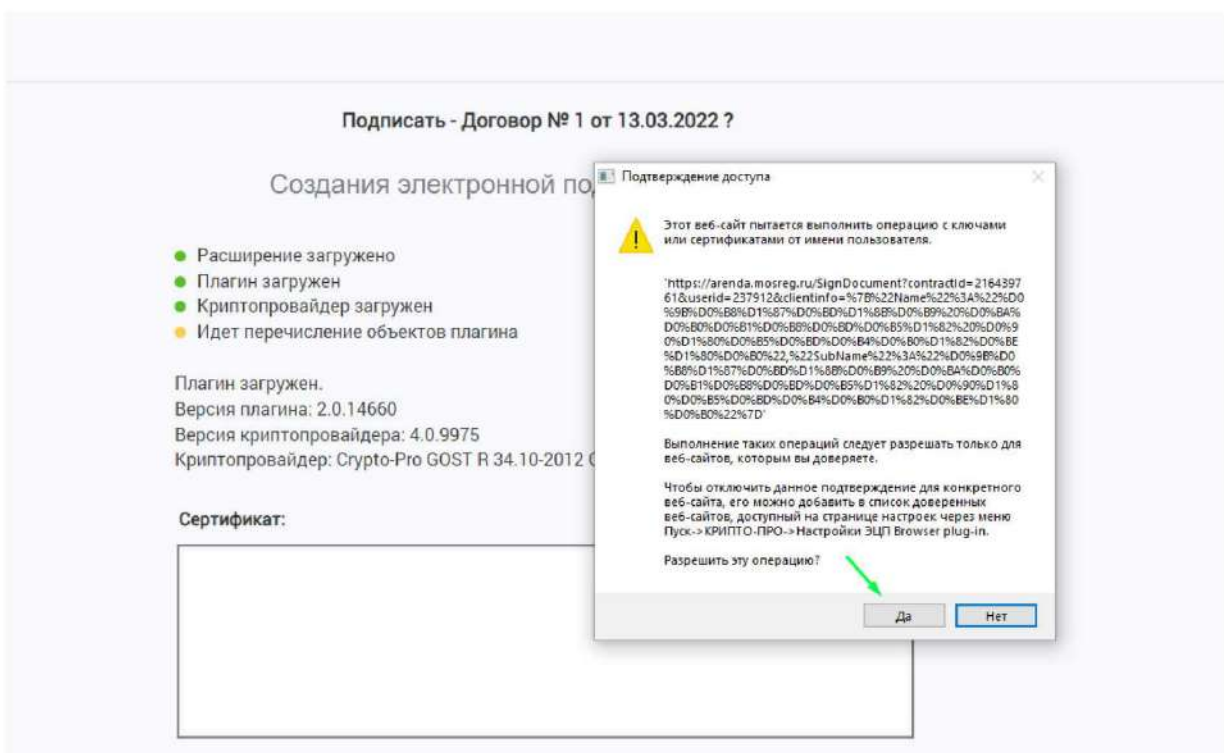 Подписать - Договор № 1 от 13.03.2022 ?
Создания электронной по
Расширение загружено
Плагин загружен
Криптопровайдер загружен
Идет перечисление объектов плагина
Плагин загружен.
Версия плагина: 2.0.14660
Версия криптопровайдера: 4.0.9975
Криптопровайдер: Crypto-Pro GOST R 34.10-2012
Сертификат:
Подтверждение доступа
Этот веб-сайт пытается выполнить операцию с ключами
или сертификатами от имени пользователя.
'https://arenda.mosreg.ru/SignDocument?contractId=2164397
61&userid=237912&clientinfo=%7B%22Name%22%3A%22%D0
%9B%D0%B8%D1%87%D0%BD%D1%8B%D0%B9%20%D0%BA%
D0%B0%D0%B1%D0%B8%D0%BD%D0%B5%D1%82%20%D0%9
0%D1%80%D0%B5%D0%BD%D0%B4%D0%B0%D1%82%D0%BE
%D1%80%D0%B0%22,%22SubName%22%3A%22%D0%9B%D0
%B8%D1%87%D0%BD%D1%8B%D0%B9%20%D0%BA%D0%B0%
D0%B1%D0%B8%D0%BD%D0%B5%D1%82%20%D0%90%D1%8
0%D0%B5%D0%BD%D0%B4%D0%B0%D1%82%D0%BE%D1%80
%D0%B0%22%7D'
Выполнение таких операций следует разрешать только для
веб-сайтов, которым вы доверяете.
Чтобы отключить данное подтверждение для конкретного
веб-сайта, его можно добавить в список доверенных
веб-сайтов, доступный на странице настроек через меню
Пуск->КРИПТО-ПРО->Настройки ЭЦП Browser plug-in.
Разрешить эту операцию?
Да
Нет